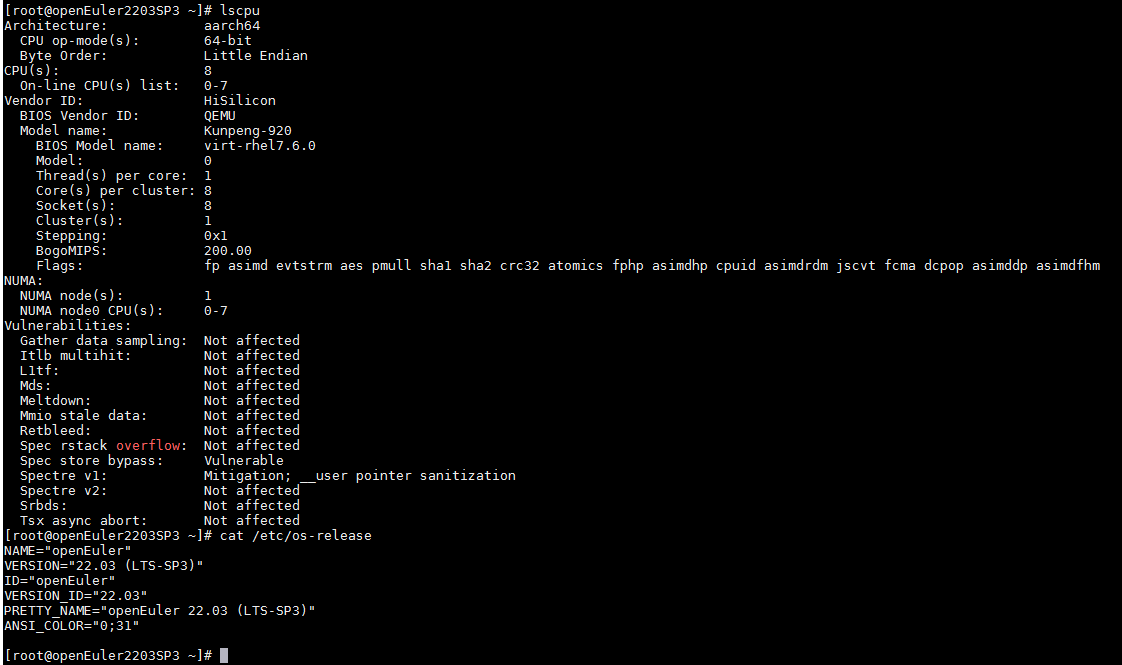 [root@openEuler2203SP3 ~]# lscpu
Architecture:            aarch64
  CPU op-mode(s):        64-bit
  Byte Order:            Little Endian
CPU(s):                  8
  On-line CPU(s) list:   0-7
Vendor ID:               HiSilicon
  BIOS Vendor ID:        QEMU
  Model name:            Kunpeng-920
    BIOS Model name:     virt-rhel7.6.0
    Model:               0
    Thread(s) per core:  1
    Core(s) per cluster: 8
    Socket(s):           8
    Cluster(s):          1
    Stepping:            0x1
    BogoMIPS:            200.00
    Flags:               fp asimd evtstrm aes pmull sha1 sha2 crc32 atomics fphp asimdhp cpuid asimdrdm jscvt fcma dcpop asimddp asimdfhm
NUMA:
  NUMA node(s):          1
  NUMA node0 CPU(s):     0-7
Vulnerabilities:
  Gather data sampling:  Not affected
  Itlb multihit:         Not affected
  L1tf:                  Not affected
  Mds:                   Not affected
  Meltdown:              Not affected
  Mmio stale data:       Not affected
  Retbleed:              Not affected
  Spec rstack overflow:  Not affected
  Spec store bypass:     Vulnerable
  Spectre v1:            Mitigation; __user pointer sanitization
  Spectre v2:            Not affected
  Srbds:                 Not affected
  Tsx async abort:       Not affected
[root@openEuler2203SP3 ~]# cat /etc/os-release
NAME="openEuler"
VERSION="22.03 (LTS-SP3)"
ID="openEuler"
VERSION_ID="22.03"
PRETTY_NAME="openEuler 22.03 (LTS-SP3)"
ANSI_COLOR="0;31"

[root@openEuler2203SP3 ~]#